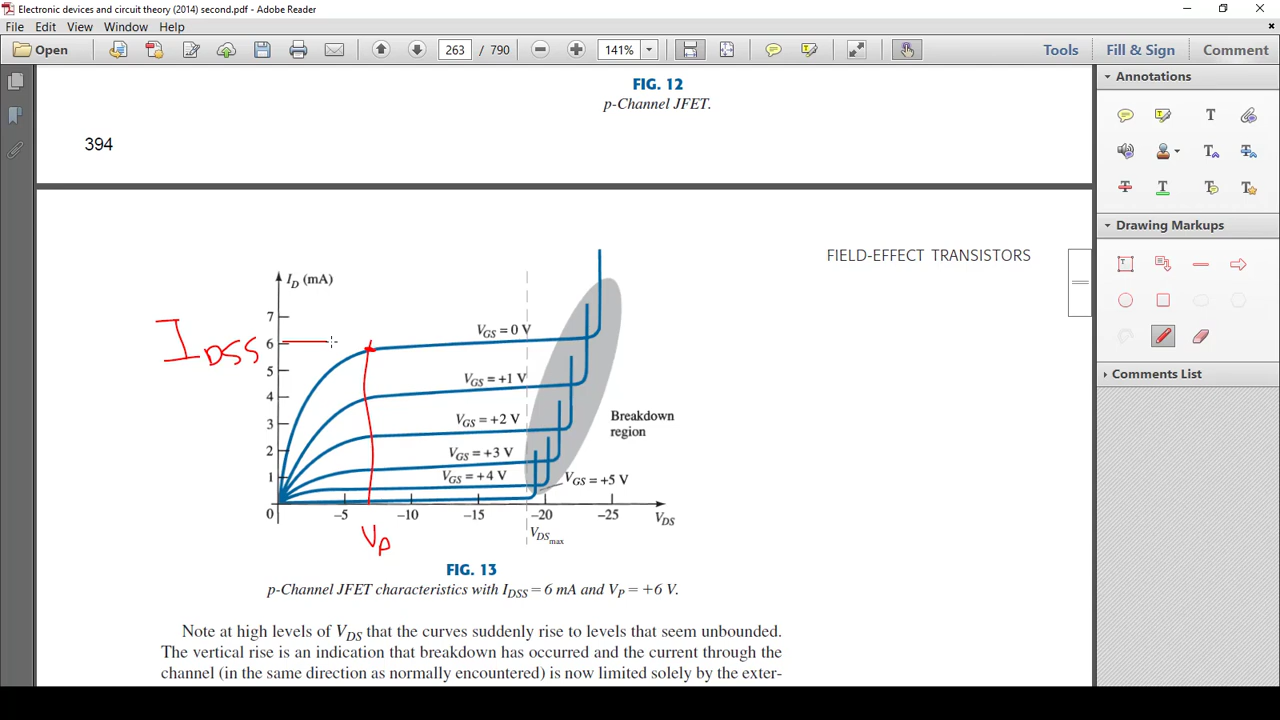 Electronic devices and circuit theory (2014) second.pdf - Adobe Reader
File Edit View Window Help
Open 263 / 790 141% Tools Fill & Sign Comment
FIG. 12
p-Channel JFET.
394
Annotations
T
Drawing Markups
Comments List
FIELD-EFFECT TRANSISTORS
I_D (mA)
7
6
5
4
3
2
1
0
I_DSS
V_GS = 0 V
V_GS = +1 V
V_GS = +2 V
V_GS = +3 V
V_GS = +4 V
V_GS = +5 V
Breakdown
region
–5 –10 –15 –20 –25 V_DS
V_P
V_DSmax
FIG. 13
p-Channel JFET characteristics with I_DSS = 6 mA and V_P = +6 V.
Note at high levels of V_DS that the curves suddenly rise to levels that seem unbounded.
The vertical rise is an indication that breakdown has occurred and the current through the
channel (in the same direction as normally encountered) is now limited solely by the exter-